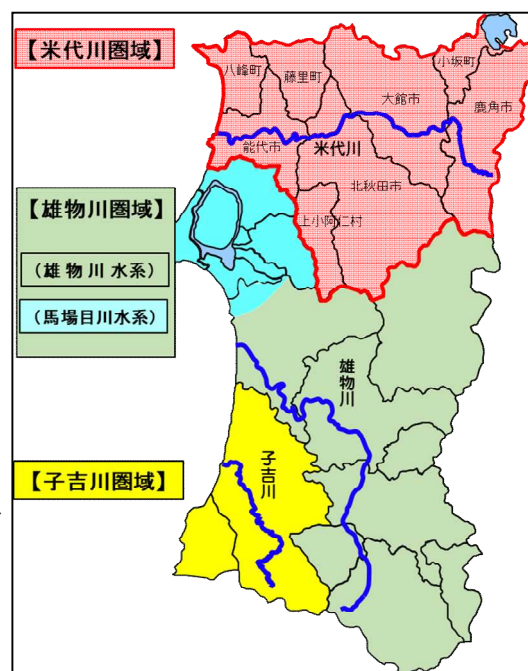 【米代川圏域】
八峰町
藤里町
小坂町
大館市
鹿角市
能代市
米代川
北秋田市
上小阿仁村
【雄物川圏域】
(雄物川水系)
(馬場目川水系)
雄物川
子吉川
【子吉川圏域】